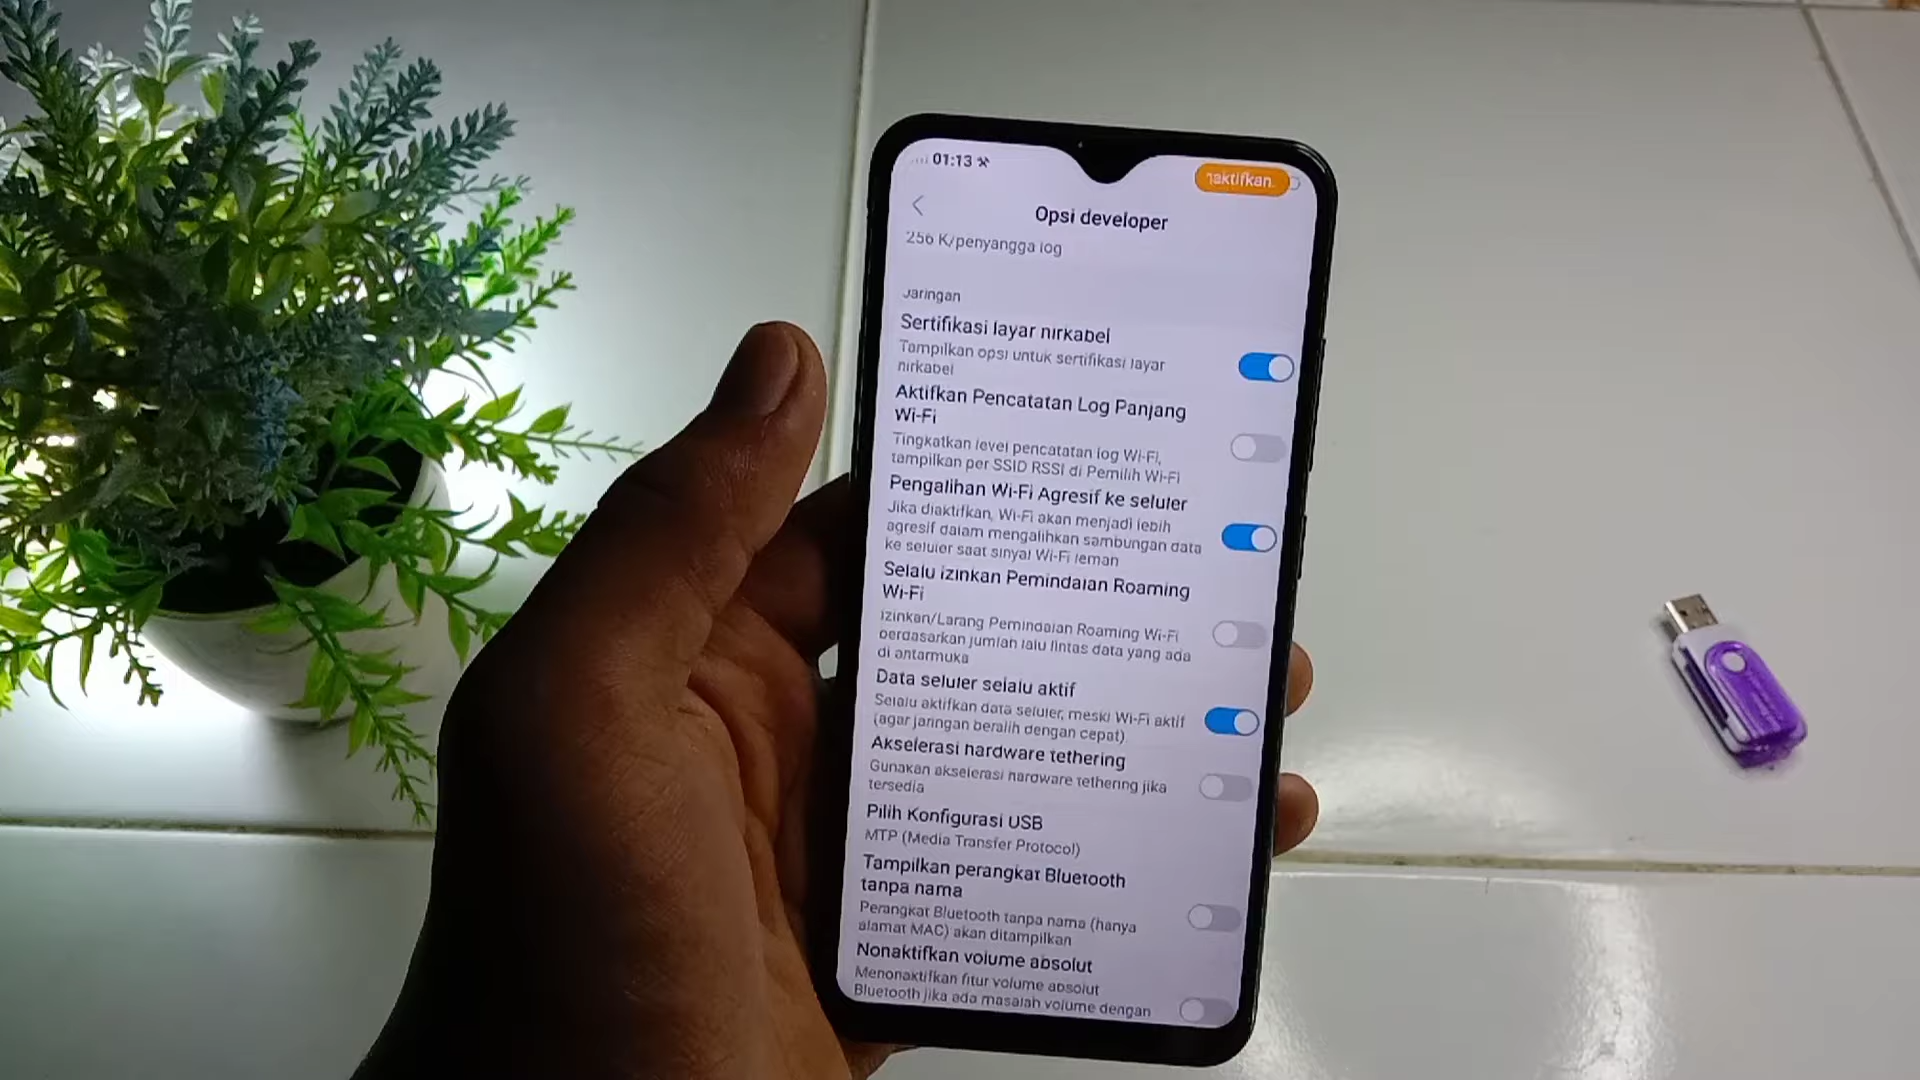 01:13
Opsi developer
256 K/penyangga log
Jaringan
Sertifikasi layar nirkabel
Tampilkan opsi untuk sertifikasi layar
nirkabel
Aktifkan Pencatatan Log Panjang
Wi-Fi
Tingkatkan level pencatatan log Wi-Fi,
tampilkan per SSID RSSI di Pemilih Wi-Fi
Pengalihan Wi-Fi Agresif ke seluler
Jika diaktifkan, Wi-Fi akan menjadi lebih
agresif dalam mengalihkan sambungan data
ke seluler saat sinyal Wi-Fi lemah
Selalu izinkan Pemindaian Roaming
Wi-Fi
Izinkan/Larang Pemindaian Roaming Wi-Fi
berdasarkan jumlah lalu lintas data yang ada
di antarmuka
Data seluler selalu aktif
Selalu aktifkan data seluler, meski Wi-Fi aktif
(agar jaringan beralih dengan cepat).
Akselerasi hardware tethering
Gunakan akselerasi hardware tethering jika
tersedia
Pilih Konfigurasi USB
MTP (Media Transfer Protocol)
Tampilkan perangkat Bluetooth
tanpa nama
Perangkat Bluetooth tanpa nama (hanya
alamat MAC) akan ditampilkan
Nonaktifkan volume absolut
Menonaktifkan fitur volume absolut
Bluetooth jika ada masalah volume dengan